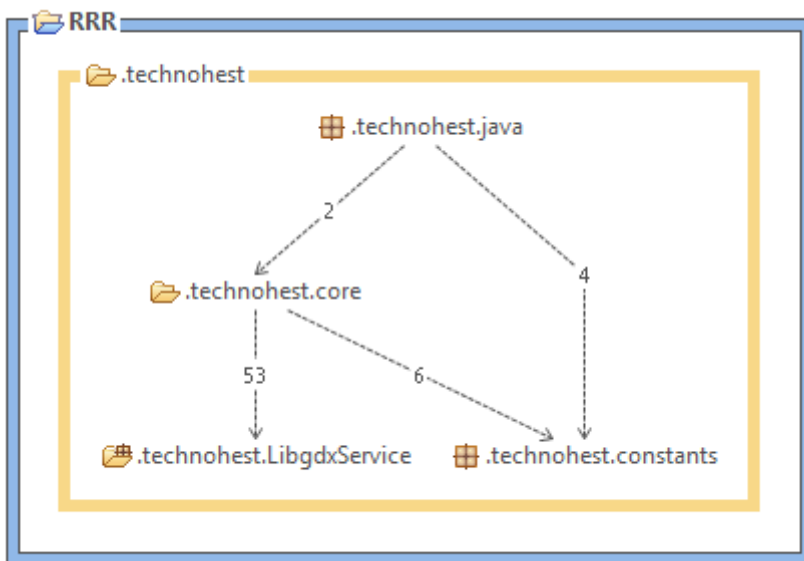 RRR
.technohest
.technohest.java
2
4
.technohest.core
53
6
.technohest.LibgdxService
.technohest.constants